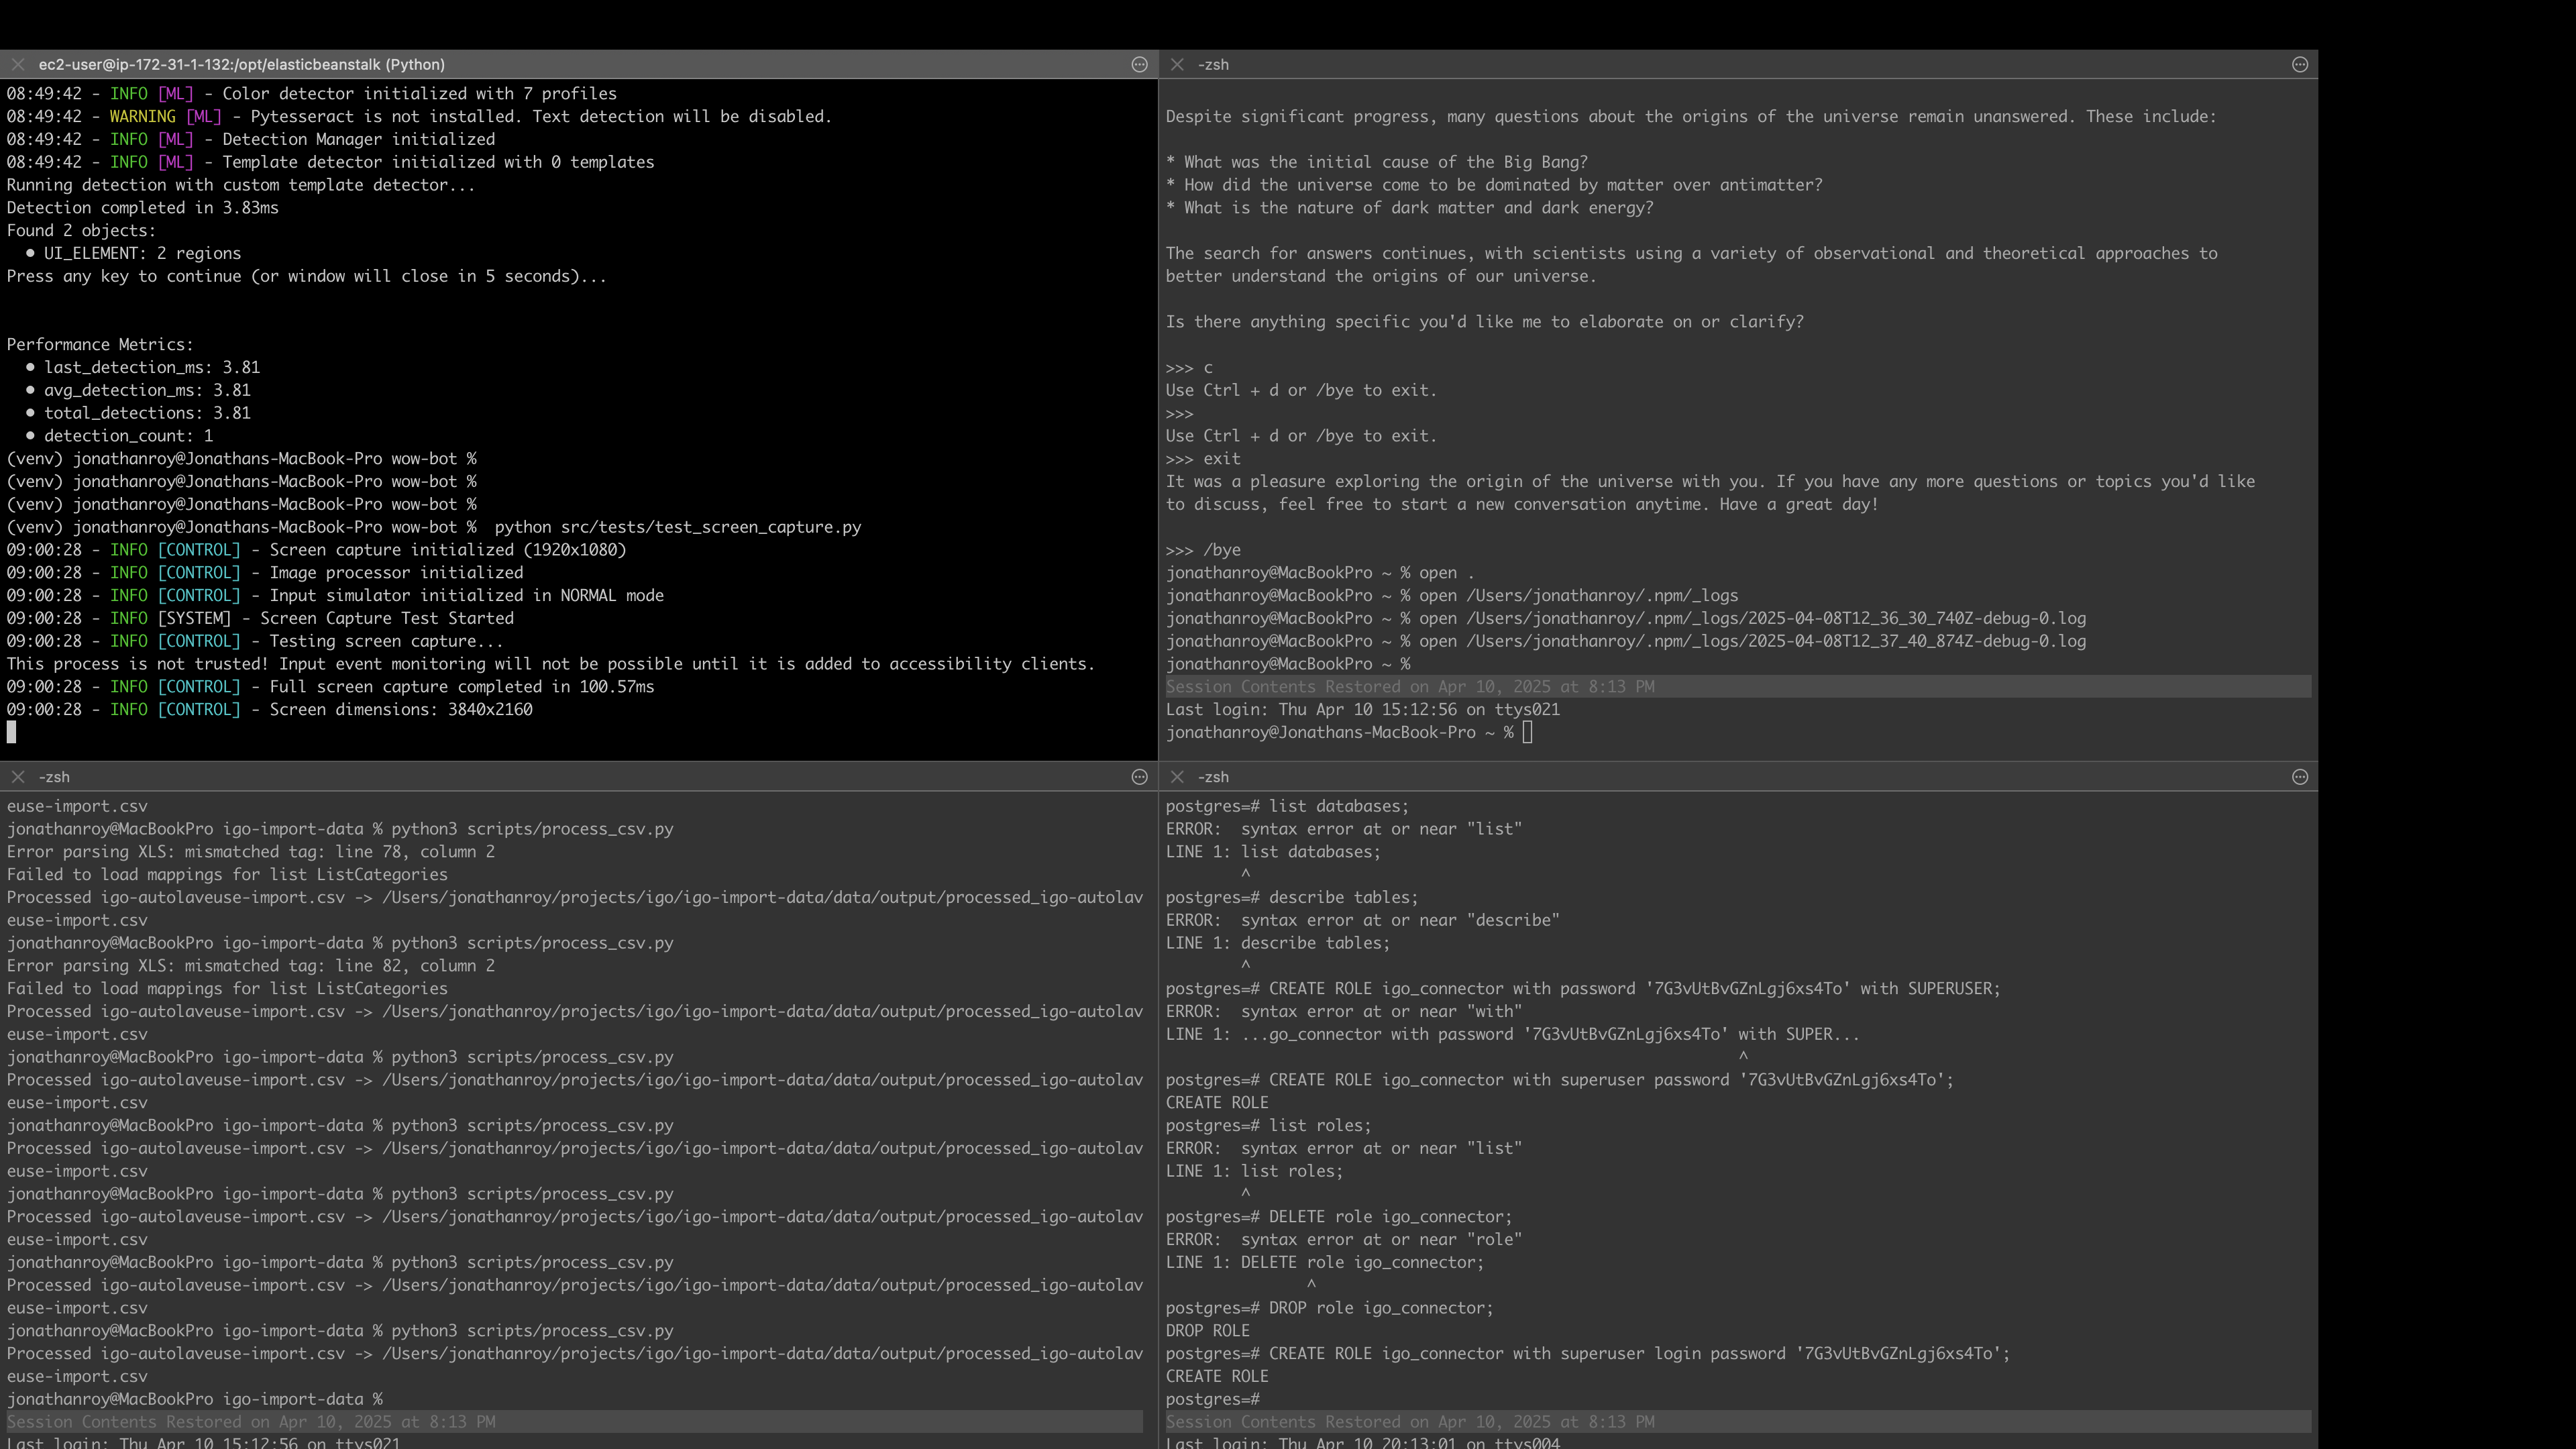 ec2-user@ip-172-31-1-132:/opt/elasticbeanstalk (Python)
08:49:42 - INFO [ML] - Color detector initialized with 7 profiles
08:49:42 - WARNING [ML] - Pytesseract is not installed. Text detection will be disabled.
08:49:42 - INFO [ML] - Detection Manager initialized
08:49:42 - INFO [ML] - Template detector initialized with 0 templates
Running detection with custom template detector...
Detection completed in 3.83ms
Found 2 objects:
● UI_ELEMENT: 2 regions
Press any key to continue (or window will close in 5 seconds)...
Performance Metrics:
● last_detection_ms: 3.81
● avg_detection_ms: 3.81
● total_detections: 3.81
● detection_count: 1
(venv) jonathanroy@Jonathans-MacBook-Pro wow-bot %
(venv) jonathanroy@Jonathans-MacBook-Pro wow-bot %
(venv) jonathanroy@Jonathans-MacBook-Pro wow-bot %
(venv) jonathanroy@Jonathans-MacBook-Pro wow-bot %  python src/tests/test_screen_capture.py
09:00:28 - INFO [CONTROL] - Screen capture initialized (1920x1080)
09:00:28 - INFO [CONTROL] - Image processor initialized
09:00:28 - INFO [CONTROL] - Input simulator initialized in NORMAL mode
09:00:28 - INFO [SYSTEM] - Screen Capture Test Started
09:00:28 - INFO [CONTROL] - Testing screen capture...
This process is not trusted! Input event monitoring will not be possible until it is added to accessibility clients.
09:00:28 - INFO [CONTROL] - Full screen capture completed in 100.57ms
09:00:28 - INFO [CONTROL] - Screen dimensions: 3840x2160
-zsh
Despite significant progress, many questions about the origins of the universe remain unanswered. These include:
* What was the initial cause of the Big Bang?
* How did the universe come to be dominated by matter over antimatter?
* What is the nature of dark matter and dark energy?
The search for answers continues, with scientists using a variety of observational and theoretical approaches to
better understand the origins of our universe.
Is there anything specific you'd like me to elaborate on or clarify?
>>> c
Use Ctrl + d or /bye to exit.
>>>
Use Ctrl + d or /bye to exit.
>>> exit
It was a pleasure exploring the origin of the universe with you. If you have any more questions or topics you'd like
to discuss, feel free to start a new conversation anytime. Have a great day!
>>> /bye
jonathanroy@MacBookPro ~ % open .
jonathanroy@MacBookPro ~ % open /Users/jonathanroy/.npm/_logs
jonathanroy@MacBookPro ~ % open /Users/jonathanroy/.npm/_logs/2025-04-08T12_36_30_740Z-debug-0.log
jonathanroy@MacBookPro ~ % open /Users/jonathanroy/.npm/_logs/2025-04-08T12_37_40_874Z-debug-0.log
jonathanroy@MacBookPro ~ %
Session Contents Restored on Apr 10, 2025 at 8:13 PM
Last login: Thu Apr 10 15:12:56 on ttys021
jonathanroy@Jonathans-MacBook-Pro ~ %
-zsh
euse-import.csv
jonathanroy@MacBookPro igo-import-data % python3 scripts/process_csv.py
Error parsing XLS: mismatched tag: line 78, column 2
Failed to load mappings for list ListCategories
Processed igo-autolaveuse-import.csv -> /Users/jonathanroy/projects/igo/igo-import-data/data/output/processed_igo-autolav
euse-import.csv
jonathanroy@MacBookPro igo-import-data % python3 scripts/process_csv.py
Error parsing XLS: mismatched tag: line 82, column 2
Failed to load mappings for list ListCategories
Processed igo-autolaveuse-import.csv -> /Users/jonathanroy/projects/igo/igo-import-data/data/output/processed_igo-autolav
euse-import.csv
jonathanroy@MacBookPro igo-import-data % python3 scripts/process_csv.py
Processed igo-autolaveuse-import.csv -> /Users/jonathanroy/projects/igo/igo-import-data/data/output/processed_igo-autolav
euse-import.csv
jonathanroy@MacBookPro igo-import-data % python3 scripts/process_csv.py
Processed igo-autolaveuse-import.csv -> /Users/jonathanroy/projects/igo/igo-import-data/data/output/processed_igo-autolav
euse-import.csv
jonathanroy@MacBookPro igo-import-data % python3 scripts/process_csv.py
Processed igo-autolaveuse-import.csv -> /Users/jonathanroy/projects/igo/igo-import-data/data/output/processed_igo-autolav
euse-import.csv
jonathanroy@MacBookPro igo-import-data % python3 scripts/process_csv.py
Processed igo-autolaveuse-import.csv -> /Users/jonathanroy/projects/igo/igo-import-data/data/output/processed_igo-autolav
euse-import.csv
jonathanroy@MacBookPro igo-import-data % python3 scripts/process_csv.py
Processed igo-autolaveuse-import.csv -> /Users/jonathanroy/projects/igo/igo-import-data/data/output/processed_igo-autolav
euse-import.csv
jonathanroy@MacBookPro igo-import-data %
Session Contents Restored on Apr 10, 2025 at 8:13 PM
Last login: Thu Apr 10 15:12:56 on ttys021
-zsh
postgres=# list databases;
ERROR:  syntax error at or near "list"
LINE 1: list databases;
^
postgres=# describe tables;
ERROR:  syntax error at or near "describe"
LINE 1: describe tables;
^
postgres=# CREATE ROLE igo_connector with password '7G3vUtBvGZnLgj6xs4To' with SUPERUSER;
ERROR:  syntax error at or near "with"
LINE 1: ...go_connector with password '7G3vUtBvGZnLgj6xs4To' with SUPER...
^
postgres=# CREATE ROLE igo_connector with superuser password '7G3vUtBvGZnLgj6xs4To';
CREATE ROLE
postgres=# list roles;
ERROR:  syntax error at or near "list"
LINE 1: list roles;
^
postgres=# DELETE role igo_connector;
ERROR:  syntax error at or near "role"
LINE 1: DELETE role igo_connector;
^
postgres=# DROP role igo_connector;
DROP ROLE
postgres=# CREATE ROLE igo_connector with superuser login password '7G3vUtBvGZnLgj6xs4To';
CREATE ROLE
postgres=#
Session Contents Restored on Apr 10, 2025 at 8:13 PM
Last login: Thu Apr 10 20:13:01 on ttys004